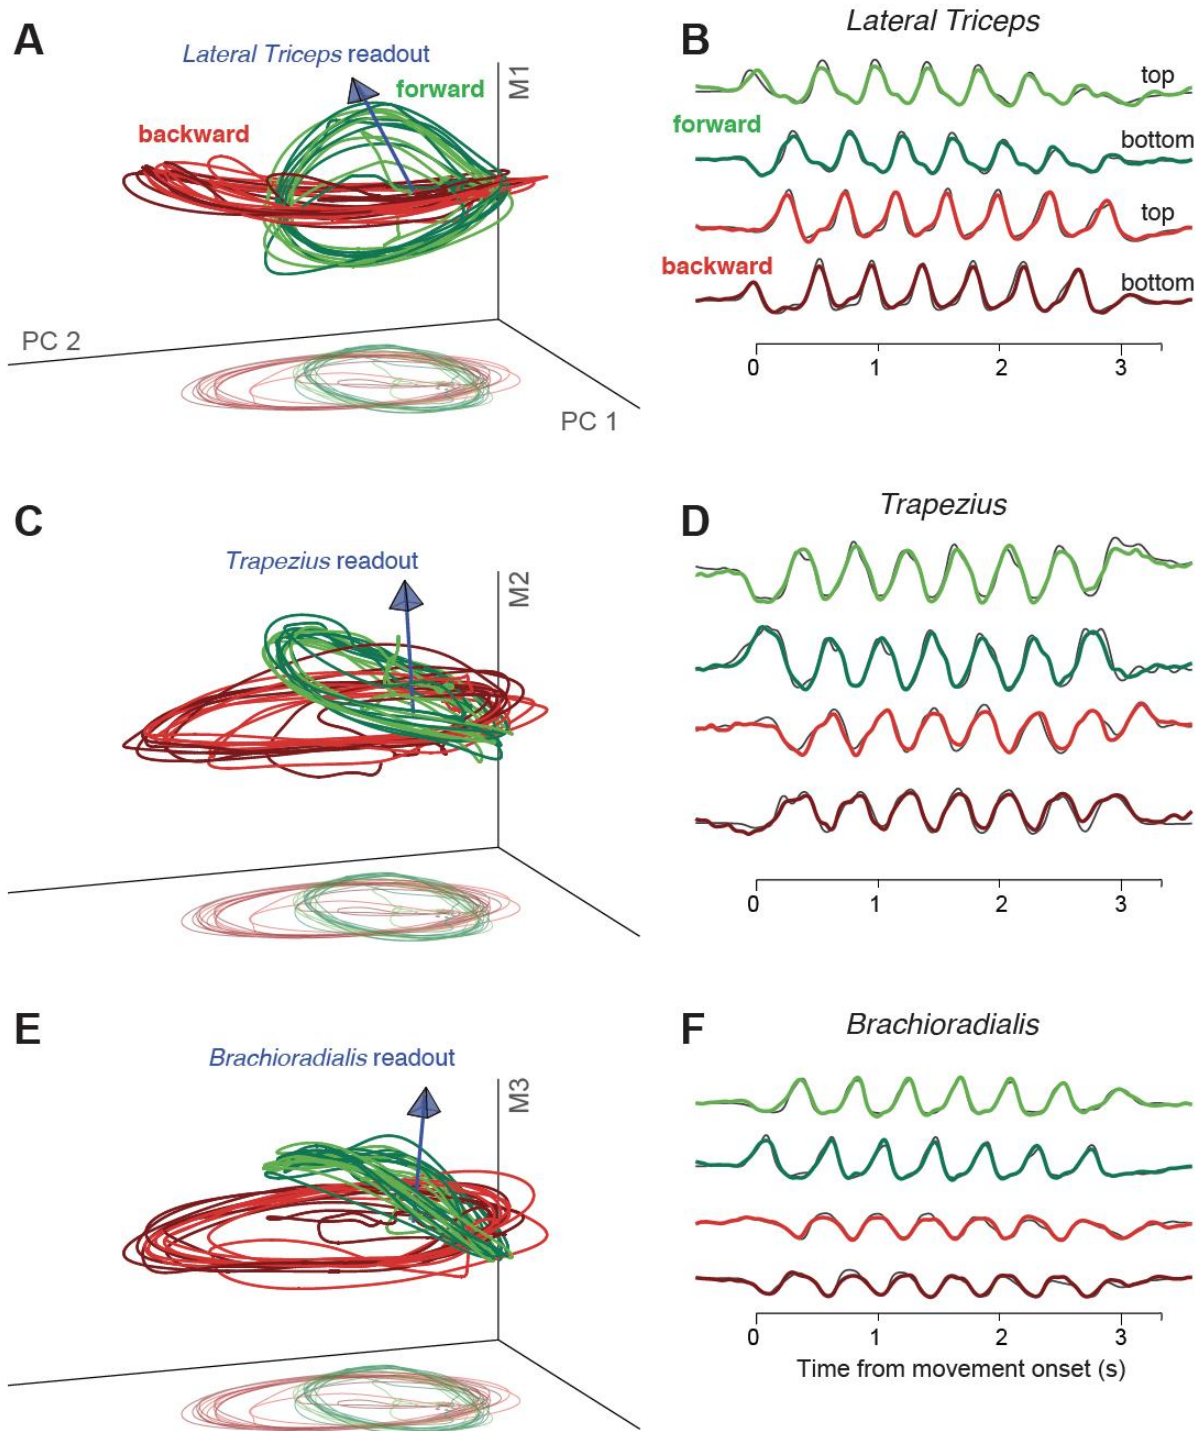 A
Lateral Triceps readout
forward
backward
M1
PC 2
PC 1
B
Lateral Triceps
top
forward
bottom
top
backward
bottom
0 1 2 3
C
Trapezius readout
M2
D
Trapezius
0 1 2 3
E
Brachioradialis readout
M3
F
Brachioradialis
0 1 2 3
Time from movement onset (s)